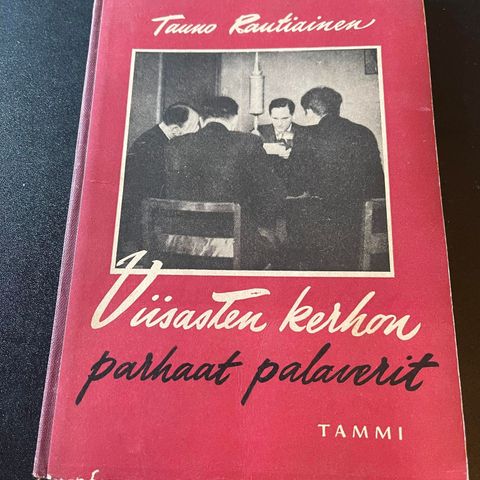 Tauno Rautiainen
Viisasten kerhon
parhaat palaverit
TAMMI